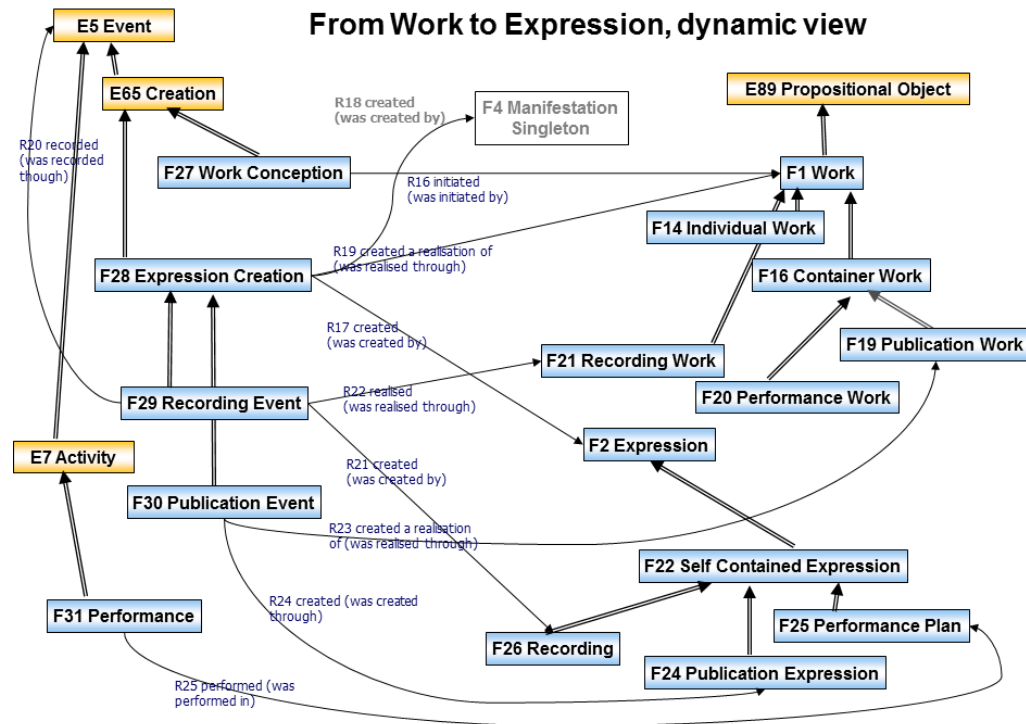 From Work to Expression, dynamic view
E5 Event
E65 Creation
E89 Propositional Object
R18 created
(was created by)
F4 Manifestation
Singleton
R20 recorded
(was recorded
though)
F27 Work Conception
F1 Work
R16 initiated
(was initiated by)
F14 Individual Work
R19 created a realisation of
(was realised through)
F28 Expression Creation
F16 Container Work
R17 created
(was created by)
F19 Publication Work
F21 Recording Work
R22 realised
(was realised through)
F29 Recording Event
F20 Performance Work
F2 Expression
E7 Activity
R21 created
(was created by)
F30 Publication Event
R23 created a realisation
of (was realised through)
F22 Self Contained Expression
R24 created (was created
through)
F31 Performance
F25 Performance Plan
F26 Recording
F24 Publication Expression
R25 performed (was
performed in)